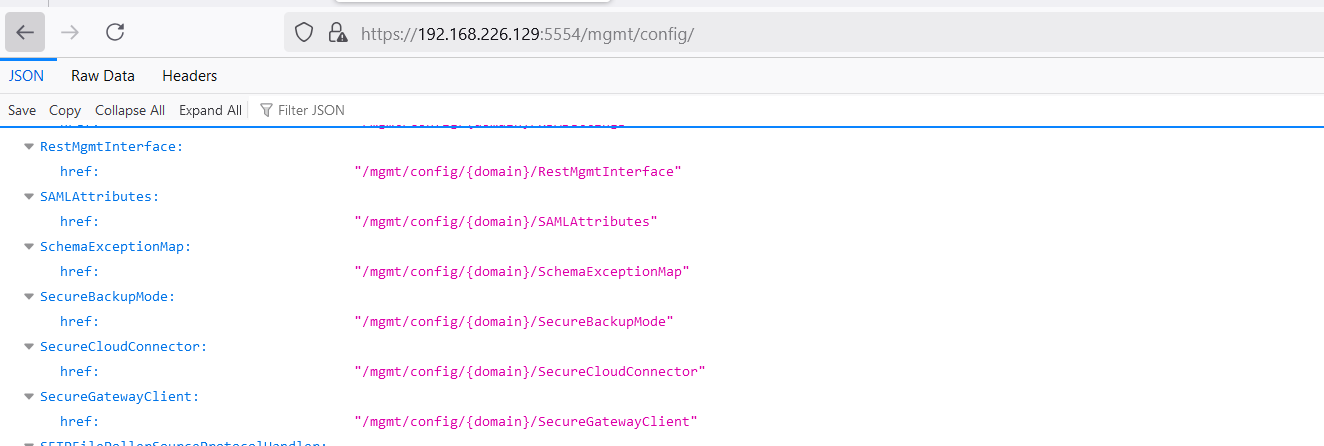 https://192.168.226.129:5554/mgmt/config/
JSON Raw Data Headers
Save Copy Collapse All Expand All Filter JSON
RestMgmtInterface:
href: "/mgmt/config/{domain}/RestMgmtInterface"
SAMLAttributes:
href: "/mgmt/config/{domain}/SAMLAttributes"
SchemaExceptionMap:
href: "/mgmt/config/{domain}/SchemaExceptionMap"
SecureBackupMode:
href: "/mgmt/config/{domain}/SecureBackupMode"
SecureCloudConnector:
href: "/mgmt/config/{domain}/SecureCloudConnector"
SecureGatewayClient:
href: "/mgmt/config/{domain}/SecureGatewayClient"
SFTPFilePollerSourceProtocolHandler: